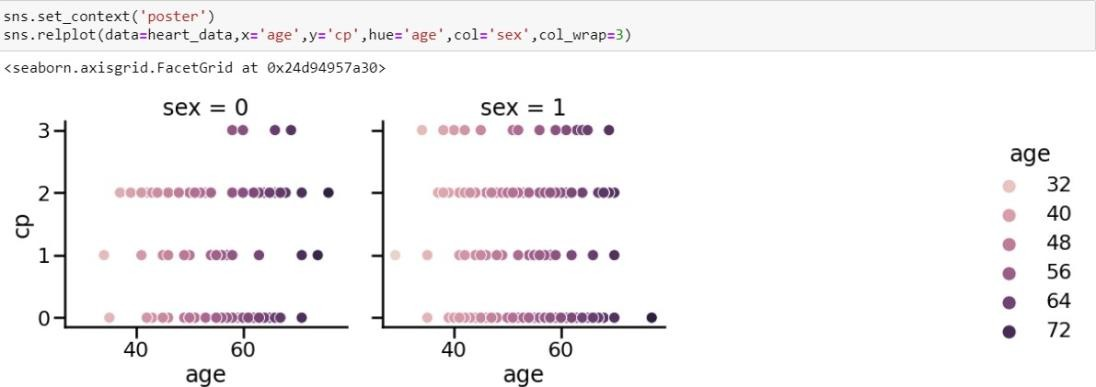 sns.set_context('poster')
sns.relplot(data=heart_data,x='age',y='cp',hue='age',col='sex',col_wrap=3)
<seaborn.axisgrid.FacetGrid at 0x24d94957a30>
sex = 0
sex = 1
3
2
1
0
cp
40
60
age
40
60
age
age
32
40
48
56
64
72